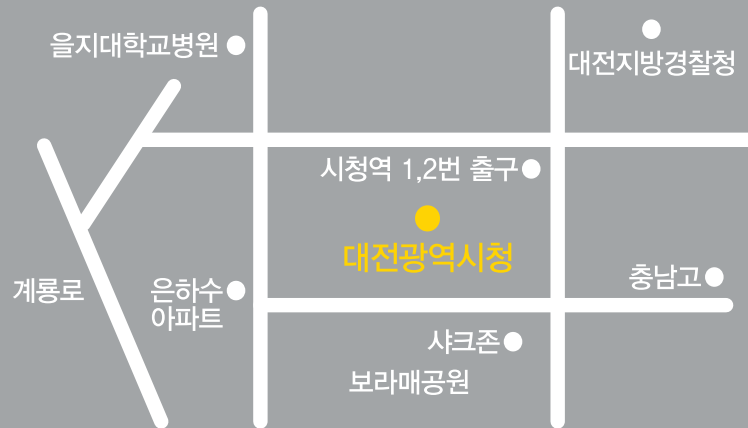 을지대학교병원
대전지방경찰청
시청역 1,2번 출구
대전광역시청
계룡로
은하수
아파트
충남고
샤크존
보라매공원